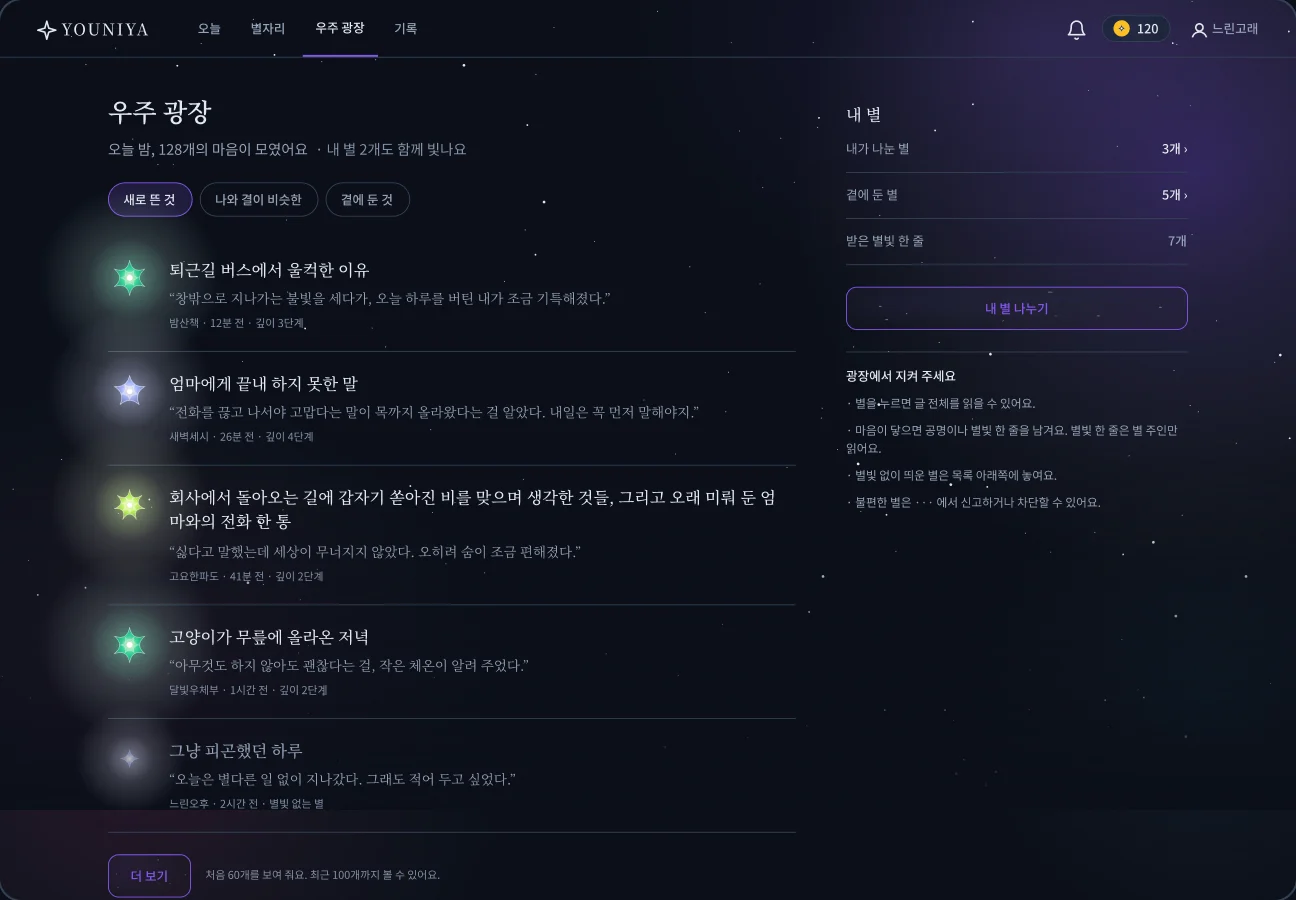 YOUNIYA
오늘
별자리
우주 광장
기록
120
느린고래
우주 광장
오늘 밤, 128개의 마음이 모였어요 · 내 별 2개도 함께 빛나요
새로 뜬 것
나와 결이 비슷한
곁에 둔 것
퇴근길 버스에서 울컥한 이유
“창밖으로 지나가는 불빛을 세다가, 오늘 하루를 버틴 내가 조금 기특해졌다.”
밤산책 · 12분 전 · 깊이 3단계
엄마에게 끝내 하지 못한 말
“전화를 끊고 나서야 고맙다는 말이 목까지 올라왔다는 걸 알았다. 내일은 꼭 먼저 말해야지.”
새벽세시 · 26분 전 · 깊이 4단계
회사에서 돌아오는 길에 갑자기 쏟아진 비를 맞으며 생각한 것들, 그리고 오래 미뤄 둔 엄
마와의 전화 한 통
“싫다고 말했는데 세상이 무너지지 않았다. 오히려 숨이 조금 편해졌다.”
고요한파도 · 41분 전 · 깊이 2단계
고양이가 무릎에 올라온 저녁
“아무것도 하지 않아도 괜찮다는 걸, 작은 체온이 알려 주었다.”
달빛우체부 · 1시간 전 · 깊이 2단계
그냥 피곤했던 하루
“오늘은 별다른 일 없이 지나갔다. 그래도 적어 두고 싶었다.”
느린오후 · 2시간 전 · 별빛 없는 별
더 보기
처음 60개를 보여 줘요. 최근 100개까지 볼 수 있어요.
내 별
내가 나눈 별 3개 ›
곁에 둔 별 5개 ›
받은 별빛 한 줄 7개
내 별 나누기
광장에서 지켜 주세요
· 별을 누르면 글 전체를 읽을 수 있어요.
· 마음이 닿으면 공명이나 별빛 한 줄을 남겨요. 별빛 한 줄은 별 주인만
읽어요.
· 별빛 없이 띄운 별은 목록 아래쪽에 놓여요.
· 불편한 별은 ··· 에서 신고하거나 차단할 수 있어요.